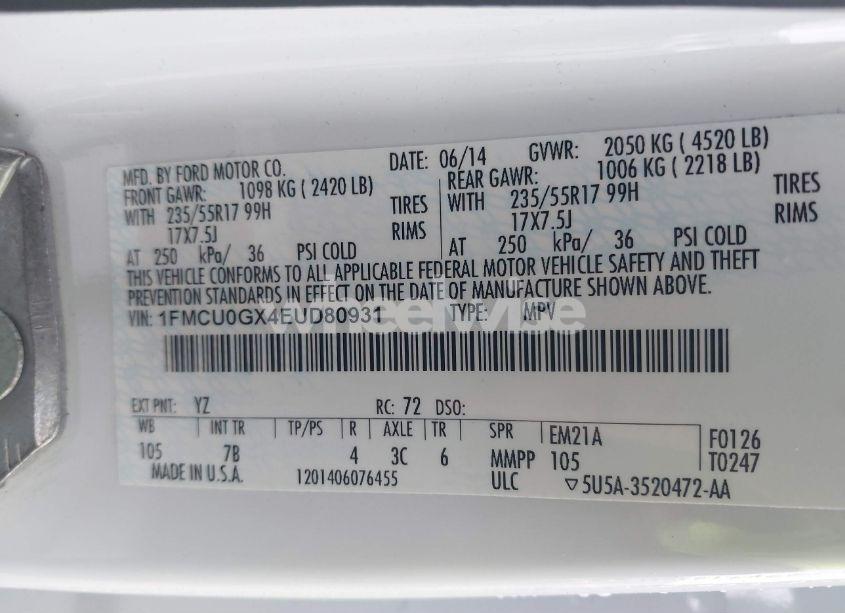 MFD. BY FORD MOTOR CO. DATE: 06/14 GVWR: 2050 KG ( 4520 LB)
FRONT GAWR: 1098 KG ( 2420 LB) REAR GAWR: 1006 KG ( 2218 LB)
WITH 235/55R17 99H TIRES WITH 235/55R17 99H TIRES
17X7.5J RIMS 17X7.5J RIMS
AT 250 kPa/ 36 PSI COLD AT 250 kPa/ 36 PSI COLD
THIS VEHICLE CONFORMS TO ALL APPLICABLE FEDERAL MOTOR VEHICLE SAFETY AND THEFT
PREVENTION STANDARDS IN EFFECT ON THE DATE OF MANUFACTURE SHOWN ABOVE.
VIN: 1FMCU0GX4EUD80931 TYPE: MPV
wheelwise
EXT PNT: YZ RC: 72 DSO:
WB INT TR TP/PS R AXLE TR SPR EM21A F0126
105 7B 4 3C 6 MMPP 105 T0247
MADE IN U.S.A. 1201406076455 ULC ▽5U5A-3520472-AA